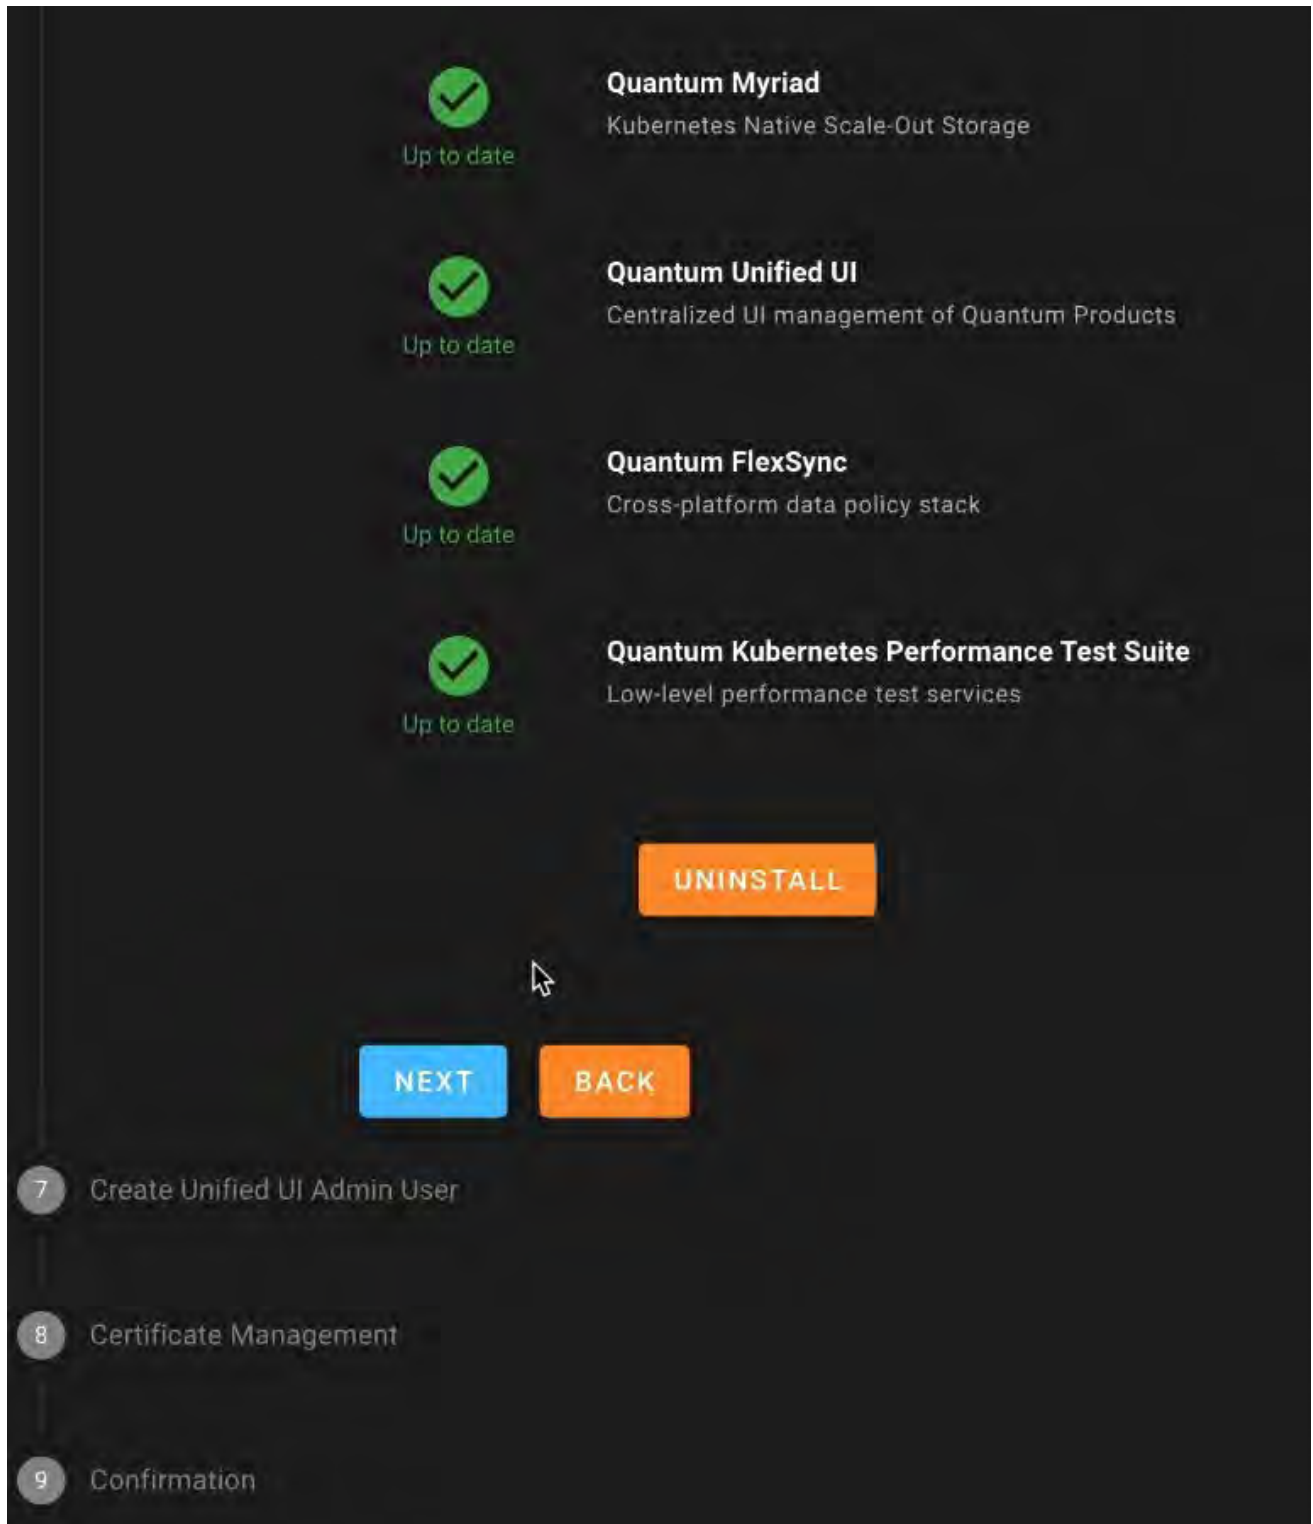 Quantum Myriad
Kubernetes Native Scale-Out Storage
Up to date
Quantum Unified UI
Centralized UI management of Quantum Products
Up to date
Quantum FlexSync
Cross-platform data policy stack
Up to date
Quantum Kubernetes Performance Test Suite
Low-level performance test services
Up to date
UNINSTALL
NEXT BACK
7 Create Unified UI Admin User
8 Certificate Management
9 Confirmation